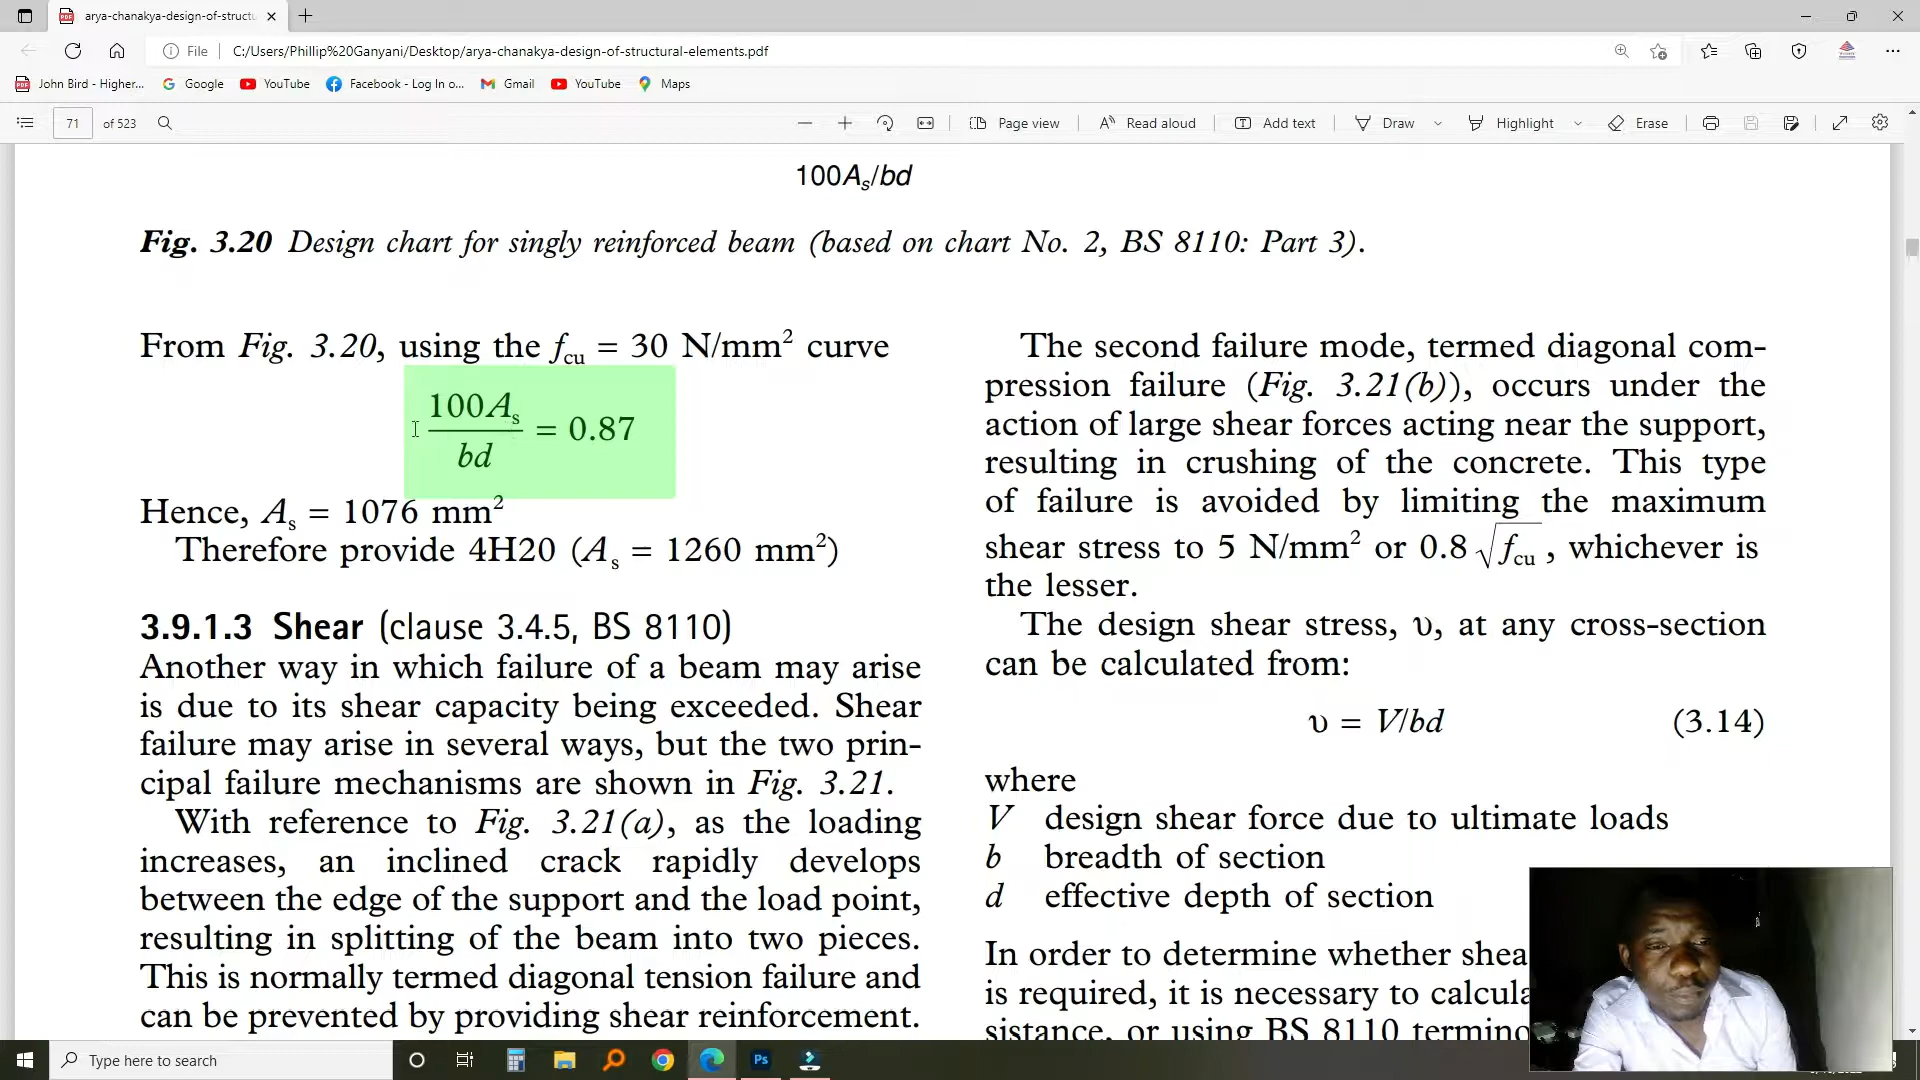 arya-chanakya-design-of-structu
File
C:/Users/Phillip%20Ganyani/Desktop/arya-chanakya-design-of-structural-elements.pdf
John Bird - Higher...
Google
YouTube
Facebook - Log In o...
Gmail
YouTube
Maps
71 of 523
Page view
Read aloud
Add text
Draw
Highlight
Erase
100As/bd
Fig. 3.20 Design chart for singly reinforced beam (based on chart No. 2, BS 8110: Part 3).
From Fig. 3.20, using the fcu = 30 N/mm² curve
100As
bd
= 0.87
Hence, As = 1076 mm²
Therefore provide 4H20 (As = 1260 mm²)
3.9.1.3 Shear (clause 3.4.5, BS 8110)
Another way in which failure of a beam may arise
is due to its shear capacity being exceeded. Shear
failure may arise in several ways, but the two prin-
cipal failure mechanisms are shown in Fig. 3.21.
With reference to Fig. 3.21(a), as the loading
increases, an inclined crack rapidly develops
between the edge of the support and the load point,
resulting in splitting of the beam into two pieces.
This is normally termed diagonal tension failure and
can be prevented by providing shear reinforcement.
The second failure mode, termed diagonal com-
pression failure (Fig. 3.21(b)), occurs under the
action of large shear forces acting near the support,
resulting in crushing of the concrete. This type
of failure is avoided by limiting the maximum
shear stress to 5 N/mm² or 0.8 √fcu, whichever is
the lesser.
The design shear stress, υ, at any cross-section
can be calculated from:
υ = V/bd (3.14)
where
V design shear force due to ultimate loads
b breadth of section
d effective depth of section
In order to determine whether shea
is required, it is necessary to calcula
sistance, or using BS 8110 termino
Type here to search
Ps